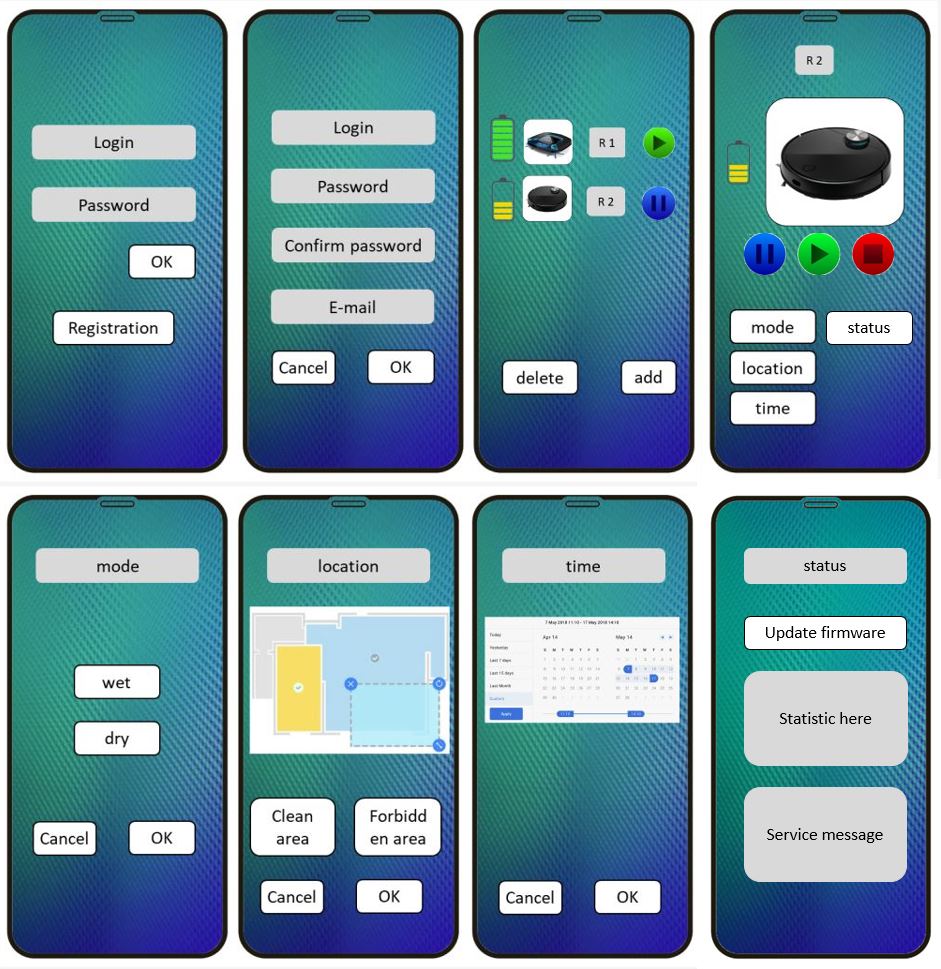 Login
Password
OK
Registration
Login
Password
Confirm password
E-mail
Cancel
OK
R 1
R 2
delete
add
R 2
mode
status
location
time
mode
wet
dry
Cancel
OK
location
Clean
area
Forbidd
en area
Cancel
OK
time
7 May 2018 11:10 - 17 May 2018 14:10
Today
Yesterday
Last 7 days
Last 15 days
Last Month
Custom
Apply
Apr 14
May 14
Cancel
OK
status
Update firmware
Statistic here
Service message